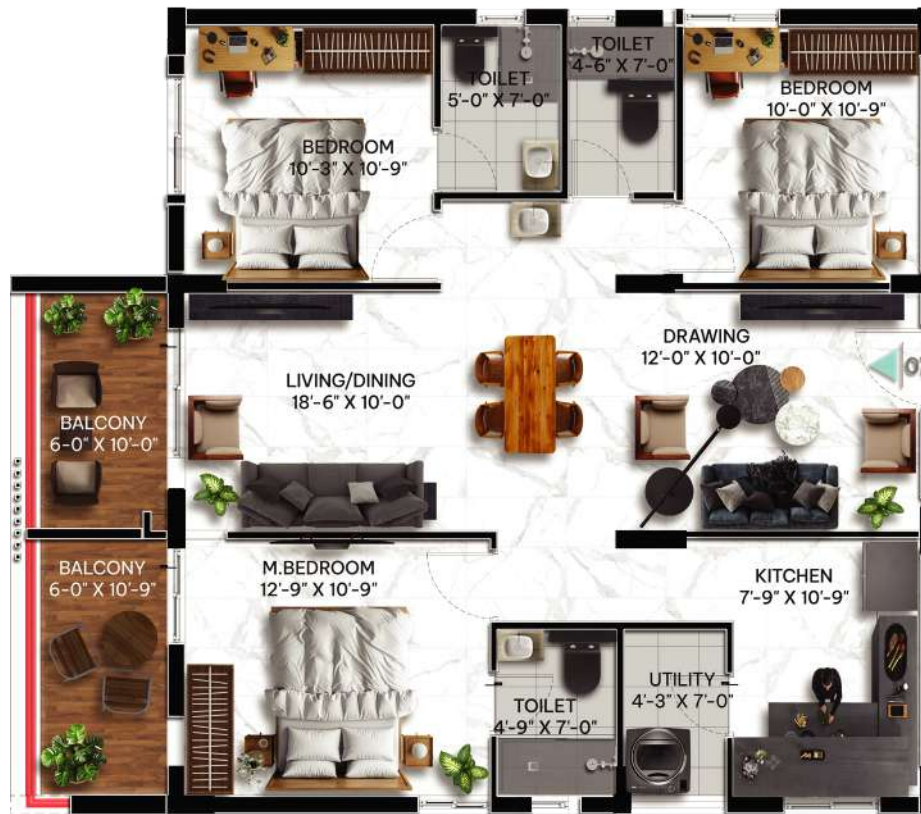 TOILET
5'-0" X 7'-0"
TOILET
4'-6" X 7'-0"
BEDROOM
10'-0" X 10'-9"
BEDROOM
10'-3" X 10'-9"
DRAWING
12'-0" X 10'-0"
LIVING/DINING
18'-6" X 10'-0"
BALCONY
6-0" X 10'-0"
BALCONY
6-0" X 10'-9"
M.BEDROOM
12'-9" X 10'-9"
KITCHEN
7'-9" X 10'-9"
TOILET
4'-9" X 7'-0"
UTILITY
4'-3" X 7'-0"